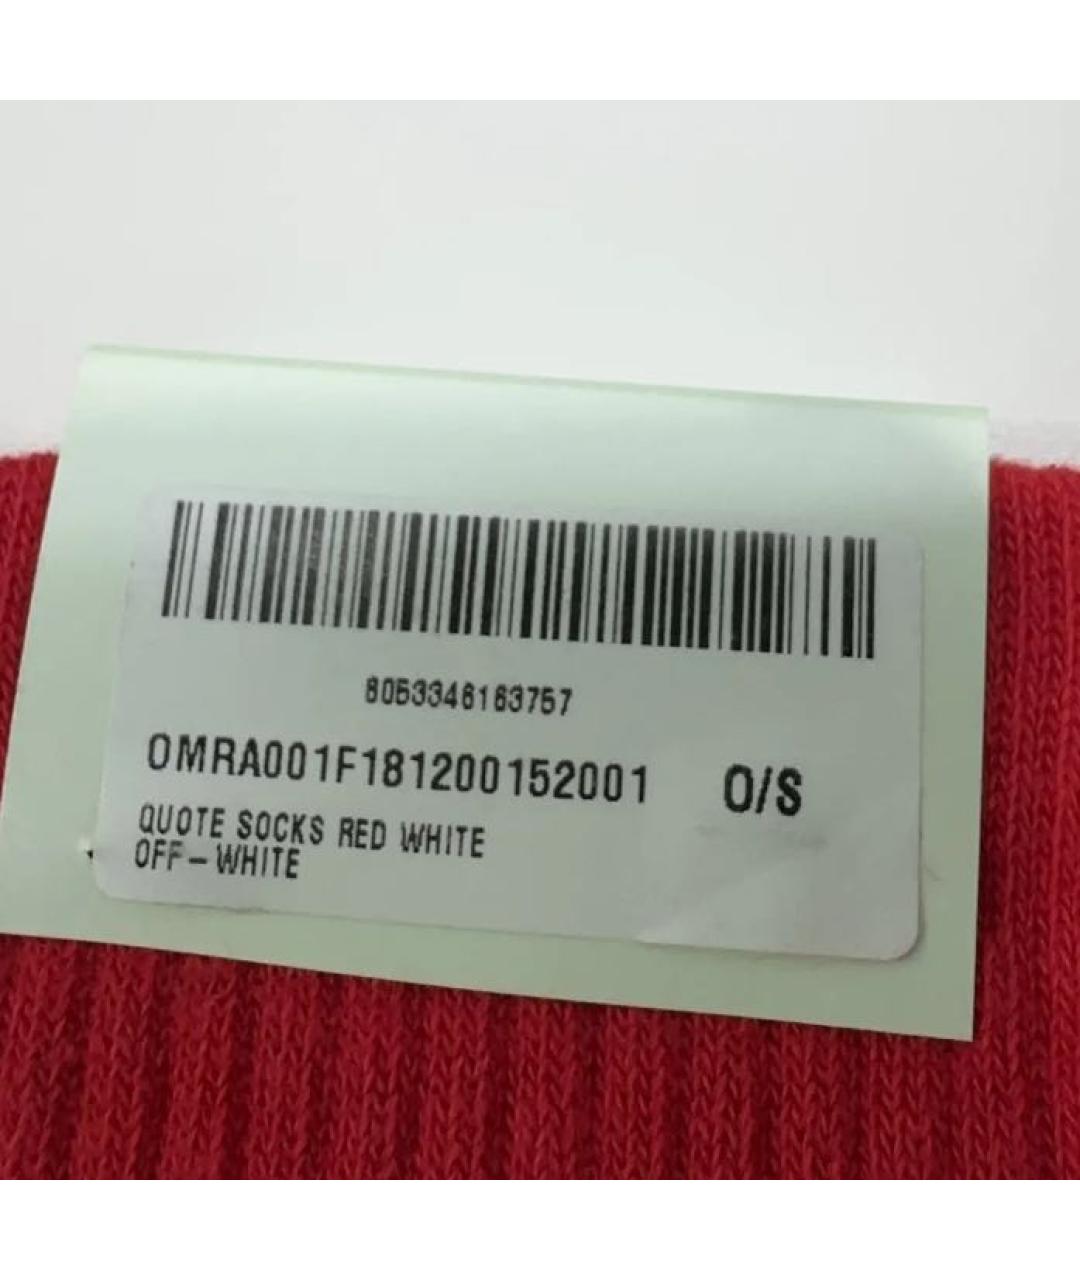 8053346163757
OMRA001F181200152001 O/S
QUOTE SOCKS RED WHITE
OFF-WHITE